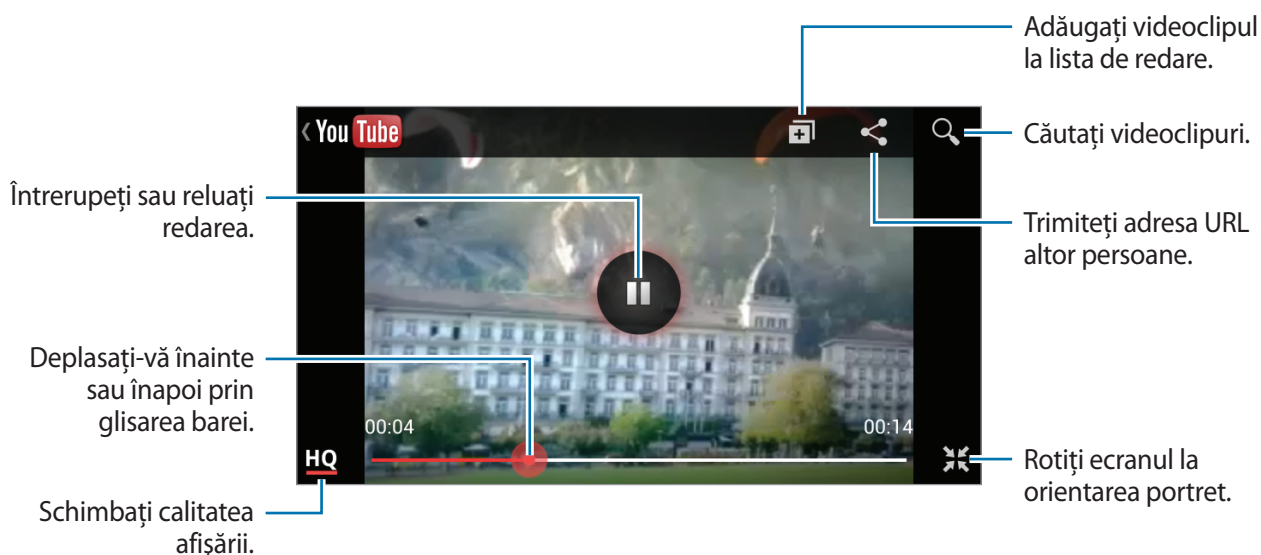 Adăugați videoclipul
la lista de redare.
You Tube
Căutați videoclipuri.
Întrerupeți sau reluați
redarea.
Trimiteți adresa URL
altor persoane.
Deplasați-vă înainte
sau înapoi prin
glisarea barei.
00:04
00:14
HQ
Rotiți ecranul la
orientarea portret.
Schimbați calitatea
afișării.